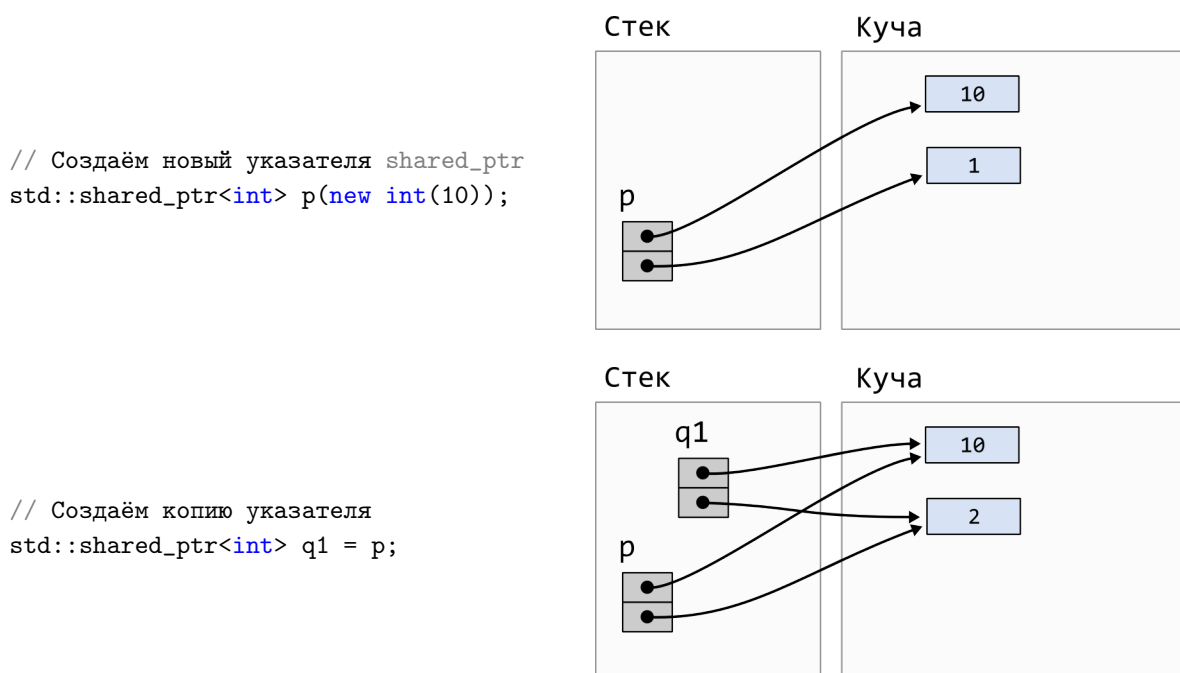 Стек Куча
10
// Создаём новый указателя shared_ptr
1
std::shared_ptr<int> p(new int(10));
p
Стек Куча
q1
10
// Создаём копию указателя
2
std::shared_ptr<int> q1 = p;
p